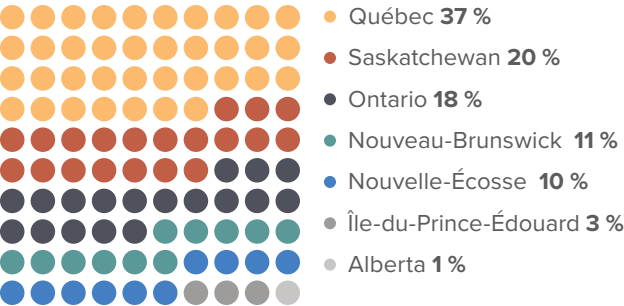 Québec 37 %
Saskatchewan 20 %
Ontario 18 %
Nouveau-Brunswick 11 %
Nouvelle-Écosse 10 %
Île-du-Prince-Édouard 3 %
Alberta 1 %